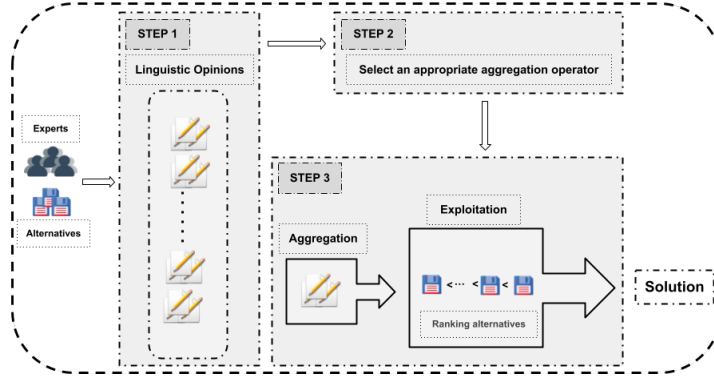 STEP 1
Linguistic Opinions
STEP 2
Select an appropriate aggregation operator
Experts
Alternatives
STEP 3
Aggregation
Exploitation
< ··· < <
Ranking alternatives
Solution